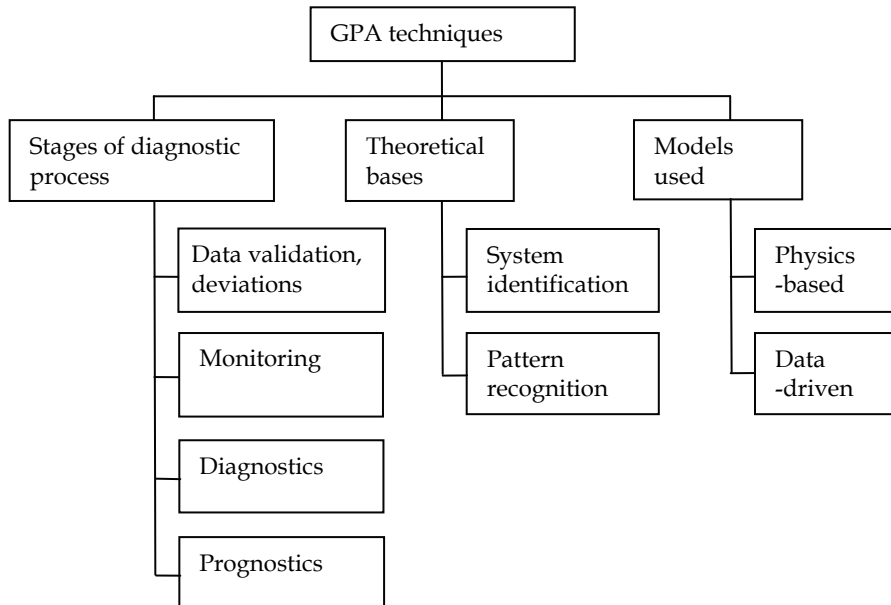 GPA techniques
Stages of diagnostic
process
Theoretical
bases
Models
used
Data validation,
deviations
Monitoring
Diagnostics
Prognostics
System
identification
Pattern
recognition
Physics
-based
Data
-driven